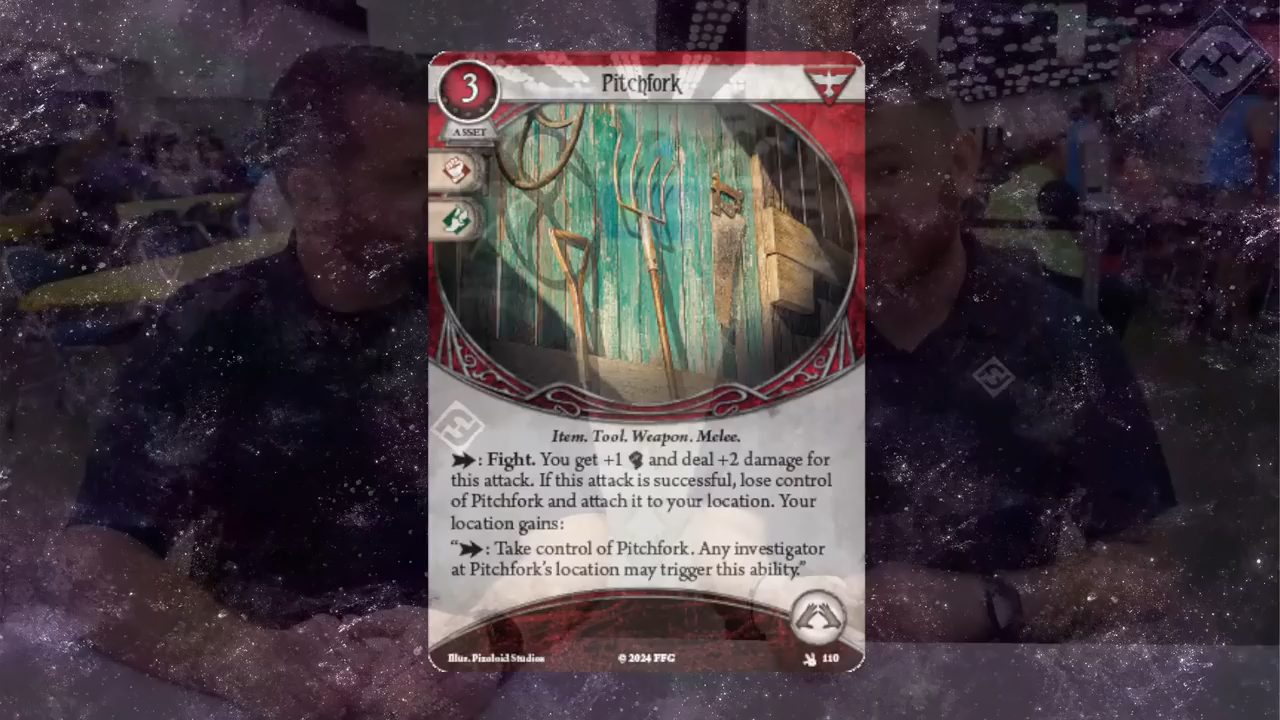 3
Pitchfork
ASSET
Item. Tool. Weapon. Melee.
: Fight. You get +1 and deal +2 damage for
this attack. If this attack is successful, lose control
of Pitchfork and attach it to your location. Your
location gains:
“: Take control of Pitchfork. Any investigator
at Pitchfork’s location may trigger this ability.”
Illus. Pixoloid Studios
© 2024 FFG
110